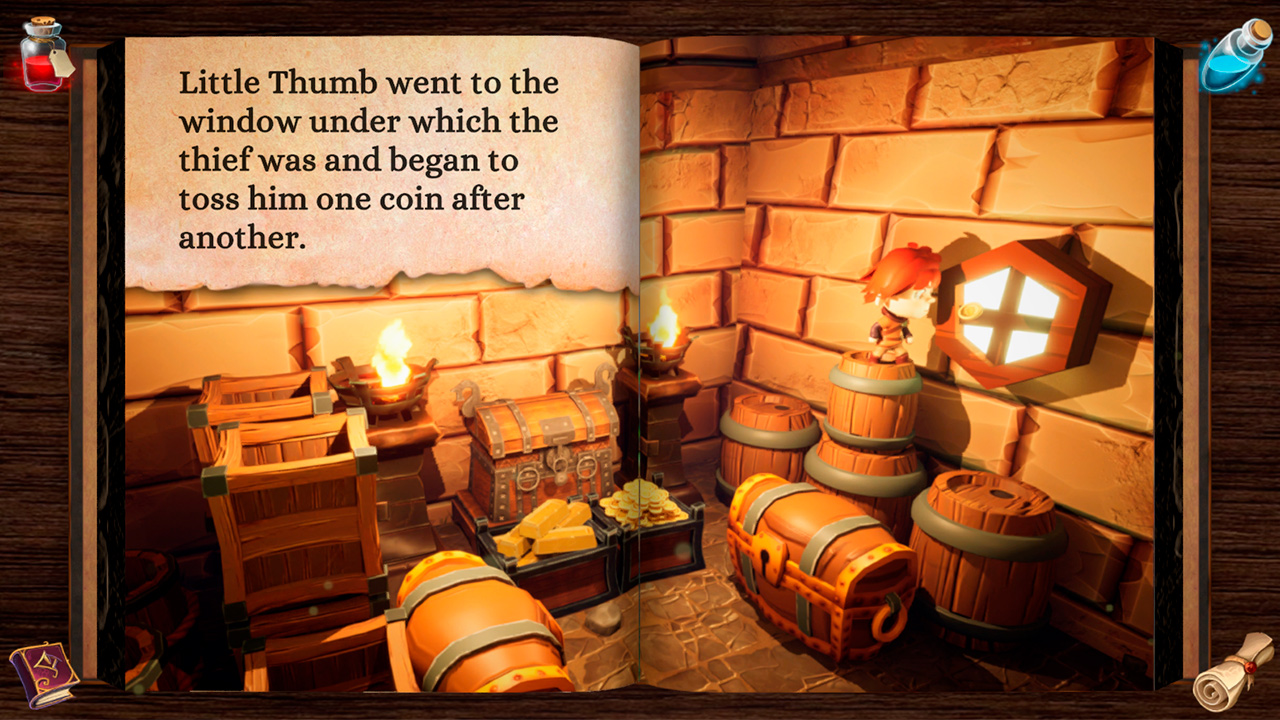 Little Thumb went to the
window under which the
thief was and began to
toss him one coin after
another.